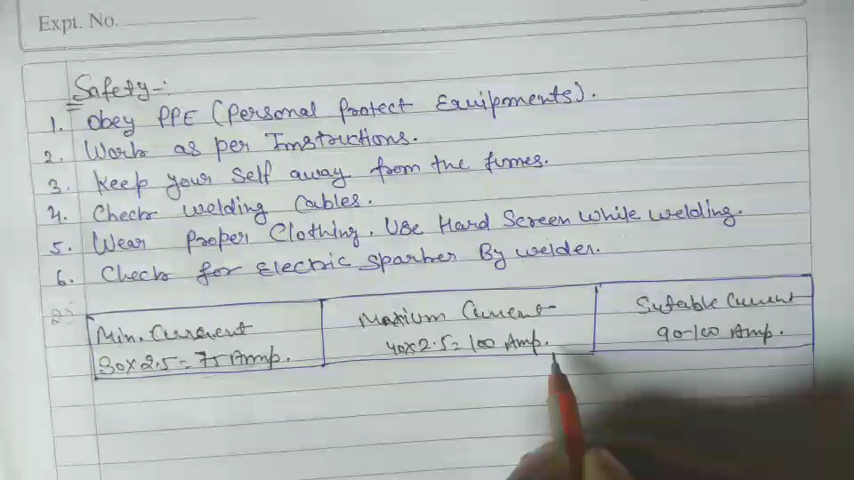 Expt. No.
Safety-:
1. Obey PPE (Personal Protect Equipments).
2. Work as per Instructions.
3. Keep your Self away from the fumes.
4. Check welding Cables.
5. Wear Proper Clothing. Use Hard Screen While welding.
6. Check for Electric Sparker By welder.
Min. Current Maxium Current- Sutable Current
30x2.5=75 Amp. 40x2.5=100 Amp. 90-100 Amp.